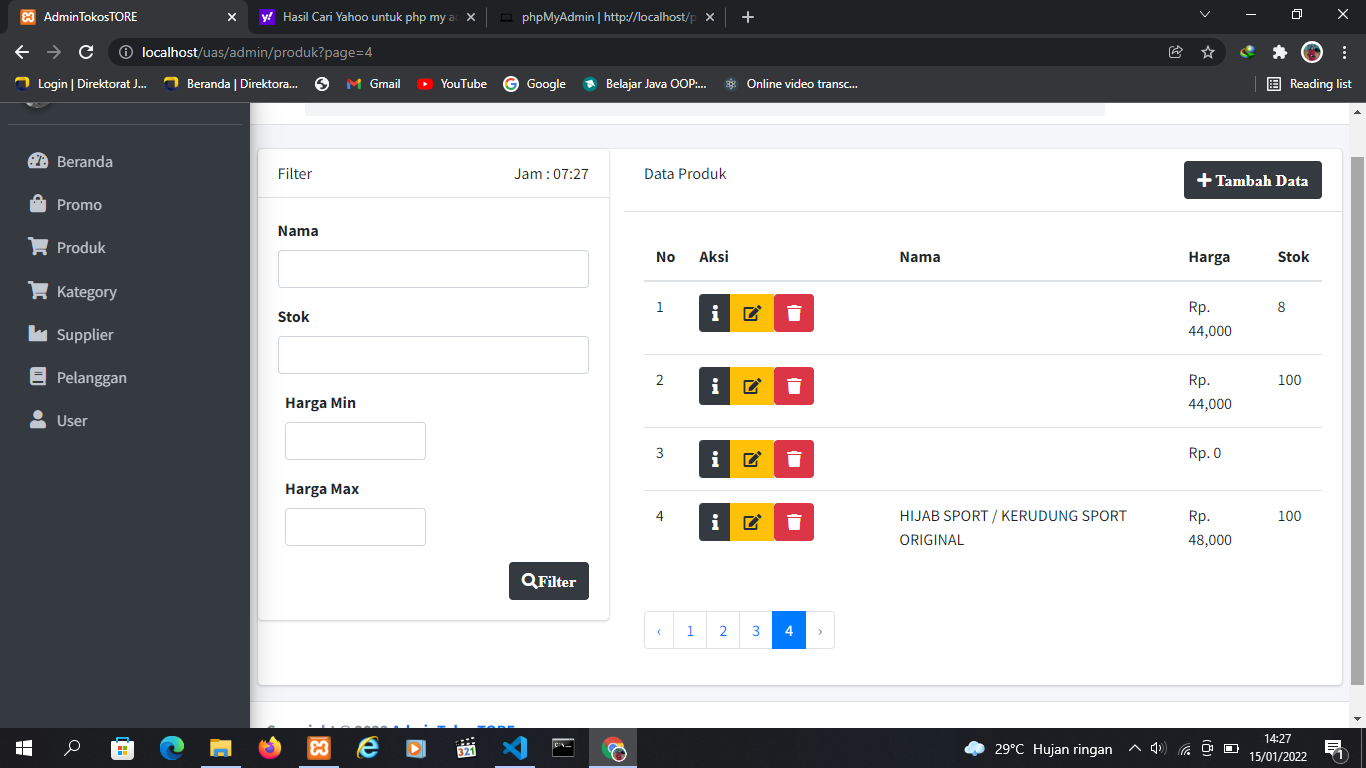 AdminTokosTORE
Hasil Cari Yahoo untuk php my ac
phpMyAdmin | http://localhost/p
localhost/uas/admin/produk?page=4
Login | Direktorat J...
Beranda | Direktora...
Gmail
YouTube
Google
Belajar Java OOP:...
Online video transc...
Reading list
Beranda
Promo
Produk
Kategory
Supplier
Pelanggan
User
Filter
Jam : 07:27
Nama
Stok
Harga Min
Harga Max
Filter
Data Produk
Tambah Data
No Aksi Nama Harga Stok
1 Rp. 8
44,000
2 Rp. 100
44,000
3 Rp. 0
4 HIJAB SPORT / KERUDUNG SPORT Rp. 100
ORIGINAL 48,000
‹ 1 2 3 4 ›
AdminTokosTORE
321
29°C Hujan ringan
14:27
15/01/2022
1